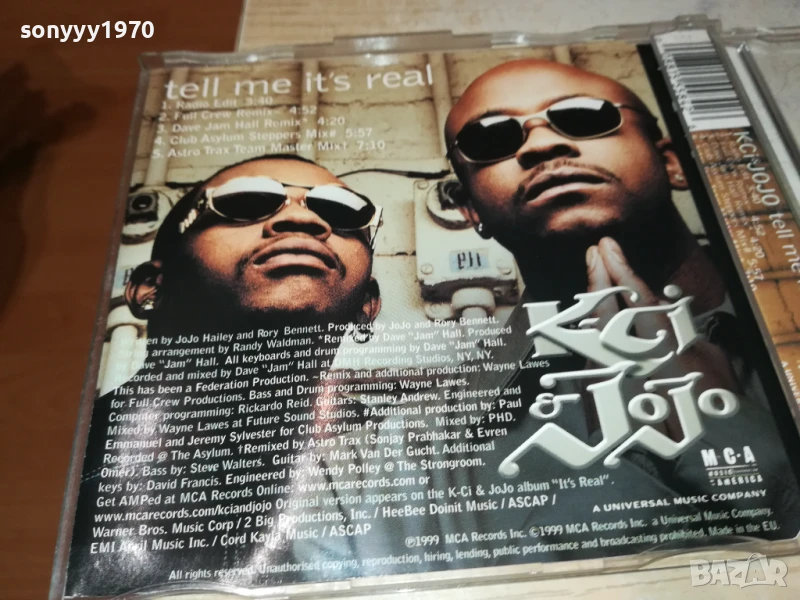 sonyyy1970
tell me it's real
1. Radio Edit 3:40
2. Full Crew Remix~ 4:52
3. Dave Jam Hall Remix* 4:20
4. Club Asylum Steppers Mix# 5:57
5. Astro Trax Team Master Mix† 7:10
K-Ci
& JoJo
by JoJo Hailey and Rory Bennett. Produced by JoJo and Rory Bennett.
arrangement by Randy Waldman. *Remixed by Dave "Jam" Hall. Produced
by Dave "Jam" Hall. All keyboards and drum programming by Dave "Jam" Hall.
Recorded and mixed by Dave "Jam" Hall at Recording Studios, NY, NY.
This has been a Federation Production. ~Remix and additional production: Wayne Lawes
for Full Crew Productions. Bass and Drum programming: Wayne Lawes.
Computer programming: Rickardo Reid. Guitars: Stanley Andrew. Engineered and
Mixed by Wayne Lawes at Future Sound Studios. #Additional production by: Paul
Emmanuel and Jeremy Sylvester for Club Asylum Productions. Mixed by: PHD.
Recorded @ The Asylum. †Remixed by Astro Trax (Sonjay Prabhakar & Evren
Omer). Bass by: Steve Walters. Guitar by: Mark Van Der Gucht. Additional
keys by: David Francis. Engineered by: Wendy Polley @ The Strongroom.
Get AMPed at MCA Records Online: www.mcarecords.com or
www.mcarecords.com/kciandjojo Original version appears on the K-Ci & JoJo album "It's Real".
Warner Bros. Music Corp / 2 Big Productions, Inc. / HeeBee Doinit Music / ASCAP /
EMI April Music Inc. / Cord Kayla Music / ASCAP
M·C·A
MUSIC
AMERICA
A UNIVERSAL MUSIC COMPANY
℗1999 MCA Records Inc. ©1999 MCA Records Inc. a Universal Music Company.
All rights reserved. Unauthorised copying, reproduction, hiring, lending, public performance and broadcasting prohibited. Made in the EU.
K-Ci & JOJO tell me
BAZAR